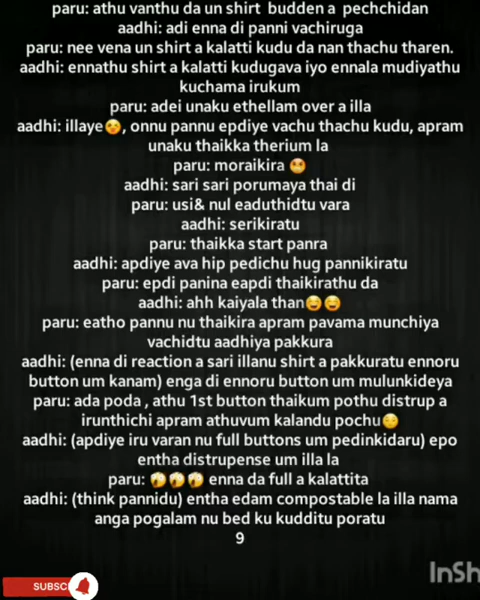 paru: athu vanthu da un shirt budden a pechchidan
aadhi: adi enna di panni vachiruga
paru: nee vena un shirt a kalatti kudu da nan thachu tharen.
aadhi: ennathu shirt a kalatti kudugava iyo ennala mudiyathu
kuchama irukum
paru: adei unaku ethellam over a illa
aadhi: illaye😗, onnu pannu epdiye vachu thachu kudu, apram
unaku thaikka therium la
paru: moraikira 😬
aadhi: sari sari porumaya thai di
paru: usi& nul eaduthidtu vara
aadhi: serikiratu
paru: thaikka start panra
aadhi: apdiye ava hip pedichu hug pannikiratu
paru: epdi panina eapdi thaikirathu da
aadhi: ahh kaiyala than😂😂
paru: eatho pannu nu thaikira apram pavama munchiya
vachidtu aadhiya pakkura
aadhi: (enna di reaction a sari illanu shirt a pakkuratu ennoru
button um kanam) enga di ennoru button um mulunkideya
paru: ada poda , athu 1st button thaikum pothu distrup a
irunthichi apram athuvum kalandu pochu😔
aadhi: (apdiye iru varan nu full buttons um pedinkidaru) epo
entha distrupense um illa la
paru: 🫣🫣🫣 enna da full a kalattita
aadhi: (think pannidu) entha edam compostable la illa nama
anga pogalam nu bed ku kudditu poratu
9
InSh
SUBSC